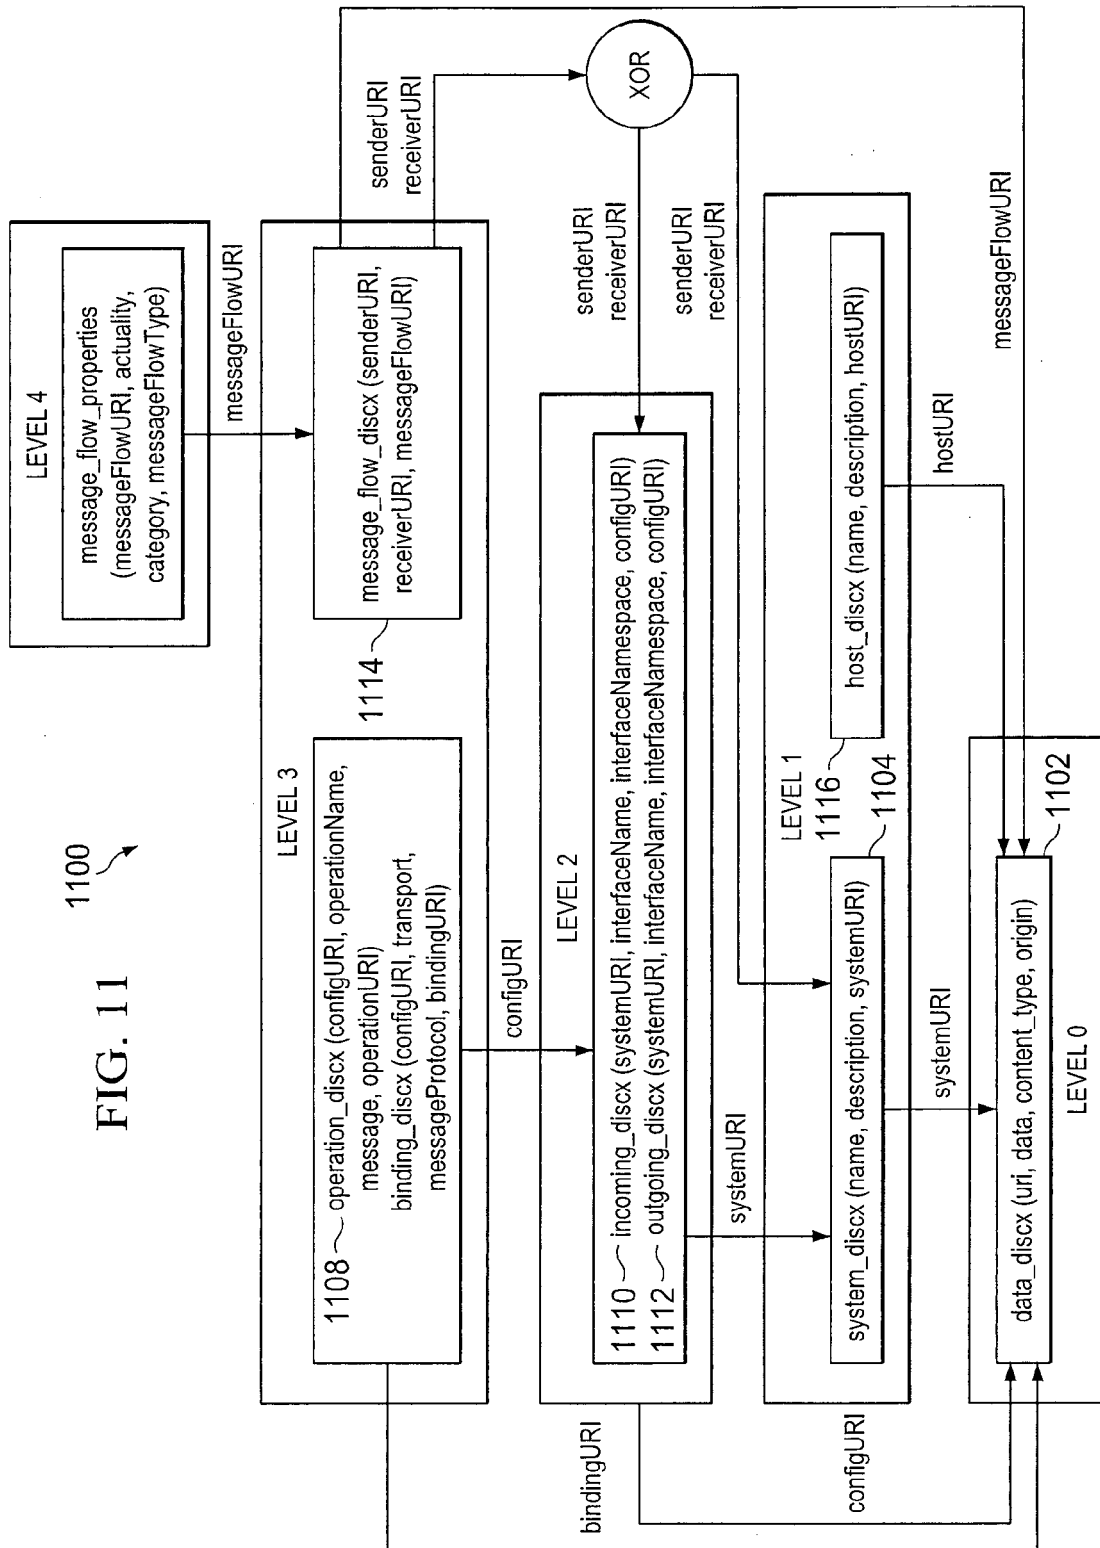 FIG. 11
1100
LEVEL 4
message_flow_properties
(messageFlowURI, actuality,
category, messageFlowType)
messageFlowURI
LEVEL 3
1108
operation_discx (configURI, operationName,
message, operationURI)
binding_discx (configURI, transport,
messageProtocol, bindingURI)
message_flow_discx (senderURI,
receiverURI, messageFlowURI)
1114
senderURI
receiverURI
XOR
configURI
senderURI
receiverURI
senderURI
receiverURI
LEVEL 2
1110
incoming_discx (systemURI, interfaceName, interfaceNamespace, configURI)
1112
outgoing_discx (systemURI, interfaceName, interfaceNamespace, configURI)
bindingURI
systemURI
LEVEL 1
1116
1104
system_discx (name, description, systemURI)
host_discx (name, description, hostURI)
configURI
systemURI
hostURI
messageFlowURI
1102
data_discx (uri, data, content_type, origin)
LEVEL 0